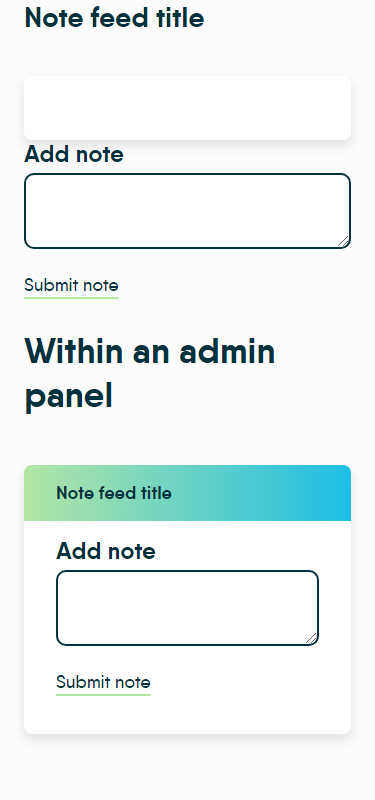 Note feed title
Add note
Submit note
Within an admin
panel
Note feed title
Add note
Submit note